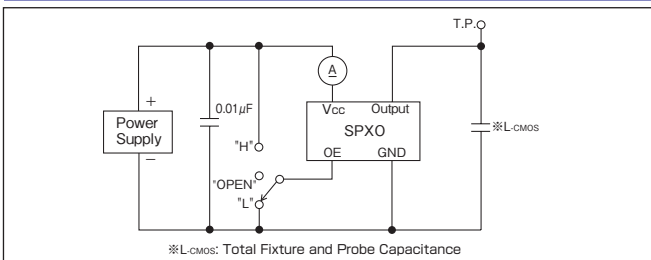 T.P.
A
+
0.01μF
Vcc Output
Power Supply
SPXO
※L-CMOS
"H"
OE GND
−
"OPEN"
"L"
※L-CMOS: Total Fixture and Probe Capacitance